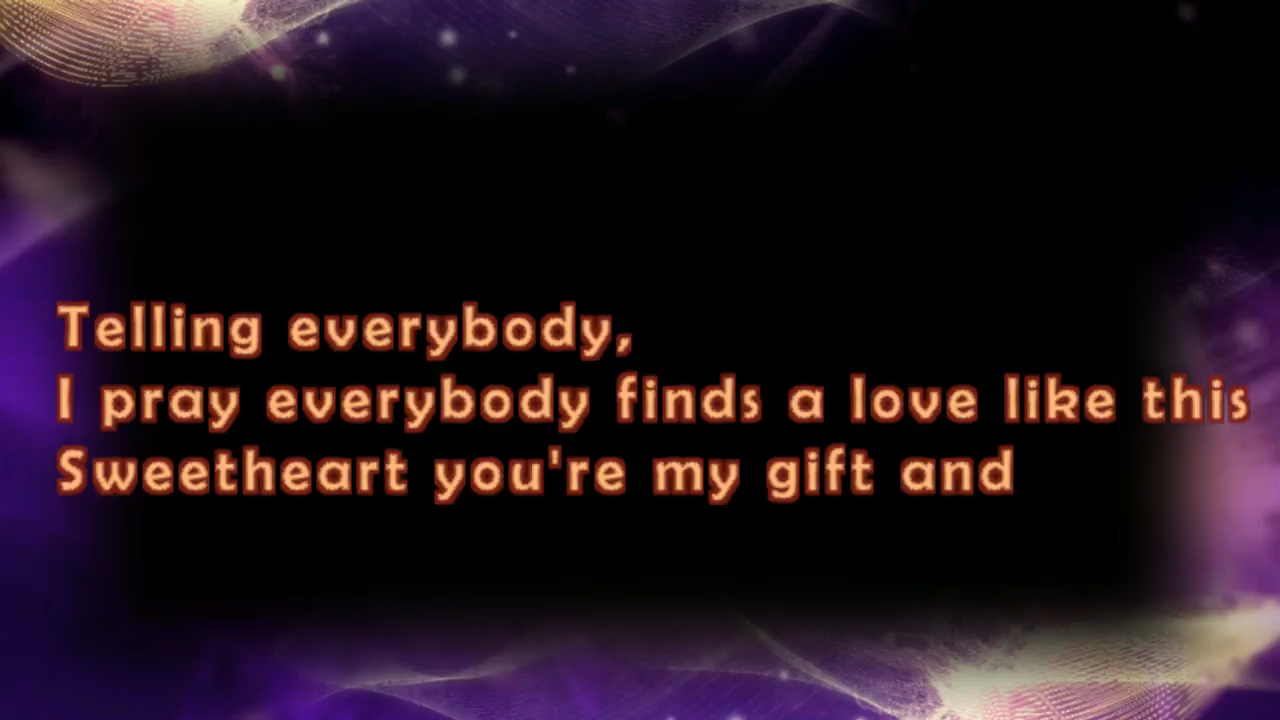 Telling everybody,
I pray everybody finds a love like this
Sweetheart you're my gift and